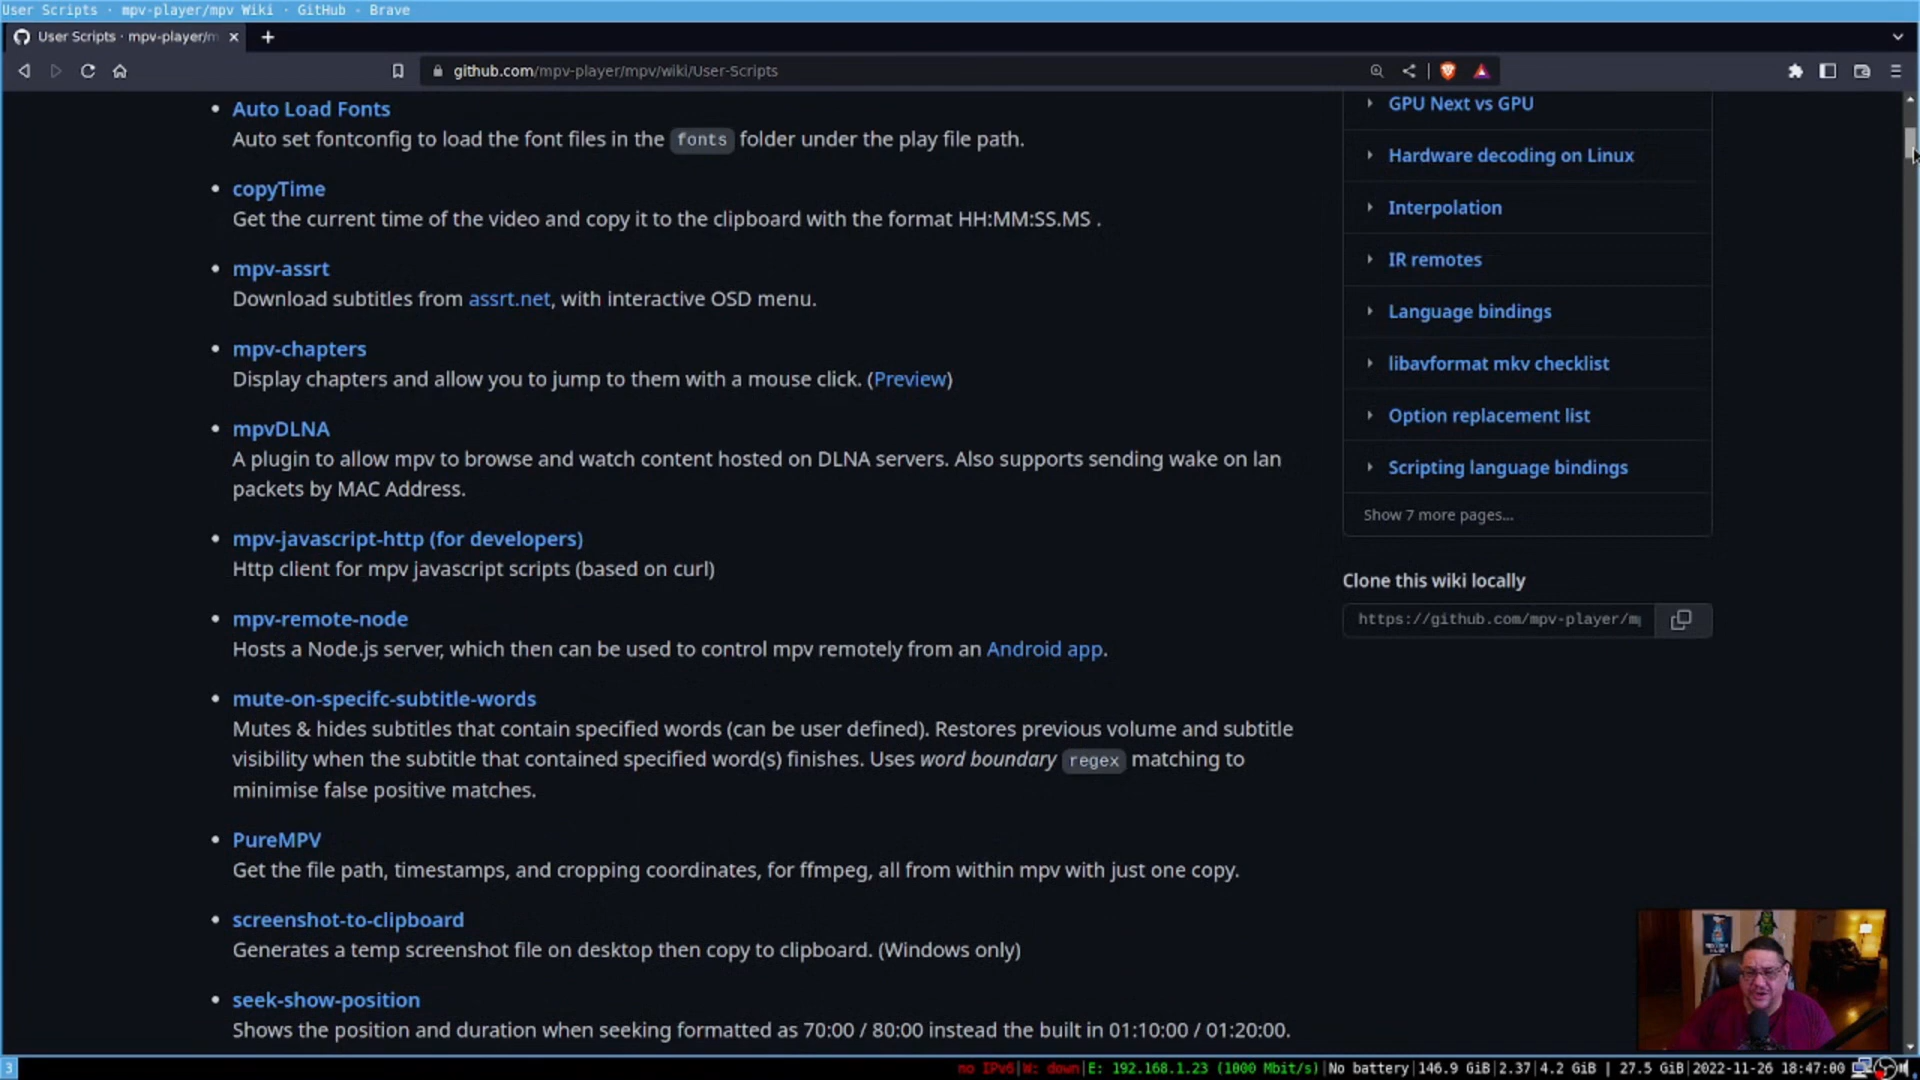 User Scripts · mpv-player/mpv Wiki · GitHub - Brave
User Scripts · mpv-player/m
github.com/mpv-player/mpv/wiki/User-Scripts
Auto Load Fonts
Auto set fontconfig to load the font files in the fonts folder under the play file path.
copyTime
Get the current time of the video and copy it to the clipboard with the format HH:MM:SS.MS .
mpv-assrt
Download subtitles from assrt.net, with interactive OSD menu.
mpv-chapters
Display chapters and allow you to jump to them with a mouse click. (Preview)
mpvDLNA
A plugin to allow mpv to browse and watch content hosted on DLNA servers. Also supports sending wake on lan
packets by MAC Address.
mpv-javascript-http (for developers)
Http client for mpv javascript scripts (based on curl)
mpv-remote-node
Hosts a Node.js server, which then can be used to control mpv remotely from an Android app.
mute-on-specifc-subtitle-words
Mutes & hides subtitles that contain specified words (can be user defined). Restores previous volume and subtitle
visibility when the subtitle that contained specified word(s) finishes. Uses word boundary regex matching to
minimise false positive matches.
PureMPV
Get the file path, timestamps, and cropping coordinates, for ffmpeg, all from within mpv with just one copy.
screenshot-to-clipboard
Generates a temp screenshot file on desktop then copy to clipboard. (Windows only)
seek-show-position
Shows the position and duration when seeking formatted as 70:00 / 80:00 instead the built in 01:10:00 / 01:20:00.
GPU Next vs GPU
Hardware decoding on Linux
Interpolation
IR remotes
Language bindings
libavformat mkv checklist
Option replacement list
Scripting language bindings
Show 7 more pages...
Clone this wiki locally
https://github.com/mpv-player/m
3
no IPv6|W: down|E: 192.168.1.23 (1000 Mbit/s)|No battery|146.9 GiB|2.37|4.2 GiB | 27.5 GiB|2022-11-26 18:47:00